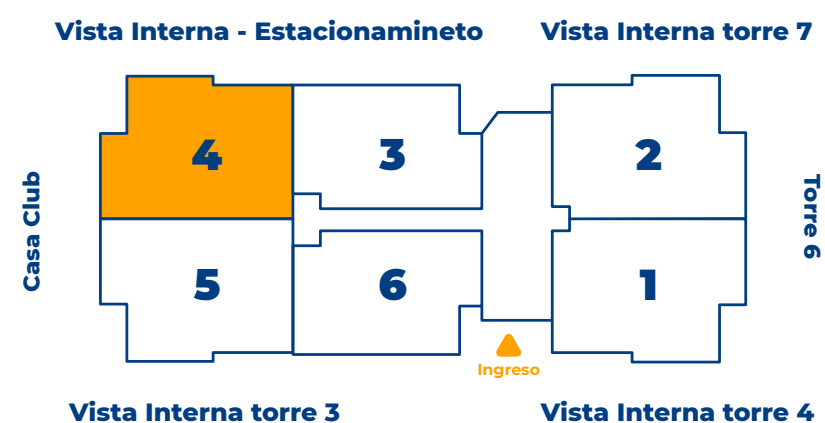 Vista Interna - Estacionamineto
Vista Interna torre 7
4
3
2
Casa Club
Torre 6
5
6
1
Ingreso
Vista Interna torre 3
Vista Interna torre 4